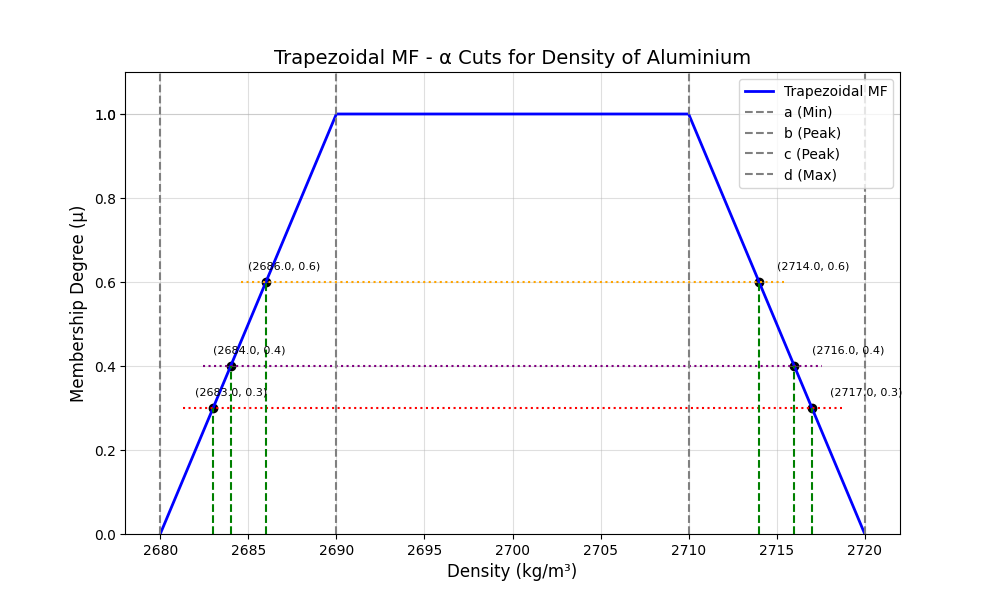 Trapezoidal MF - α Cuts for Density of Aluminium
Membership Degree (μ)
1.0
0.8
0.6
0.4
0.2
0.0
Trapezoidal MF
a (Min)
b (Peak)
c (Peak)
d (Max)
(2686.0, 0.6)
(2714.0, 0.6)
(2684.0, 0.4)
(2716.0, 0.4)
(2683.0, 0.3)
(2717.0, 0.3)
2680
2685
2690
2695
2700
2705
2710
2715
2720
Density (kg/m³)